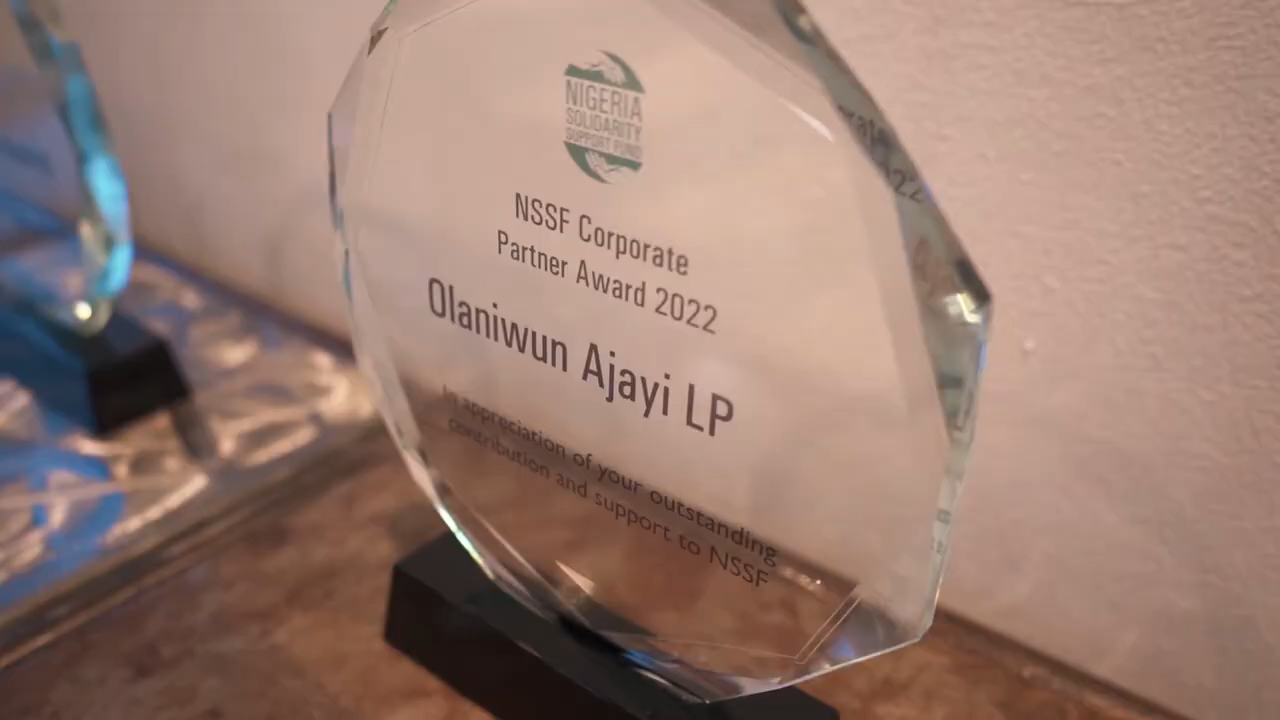 NIGERIA
SOLIDARITY
SUPPORT FUND
NSSF Corporate
Partner Award 2022
Olaniwun Ajayi LP
In appreciation of your outstanding
contribution and support to NSSF